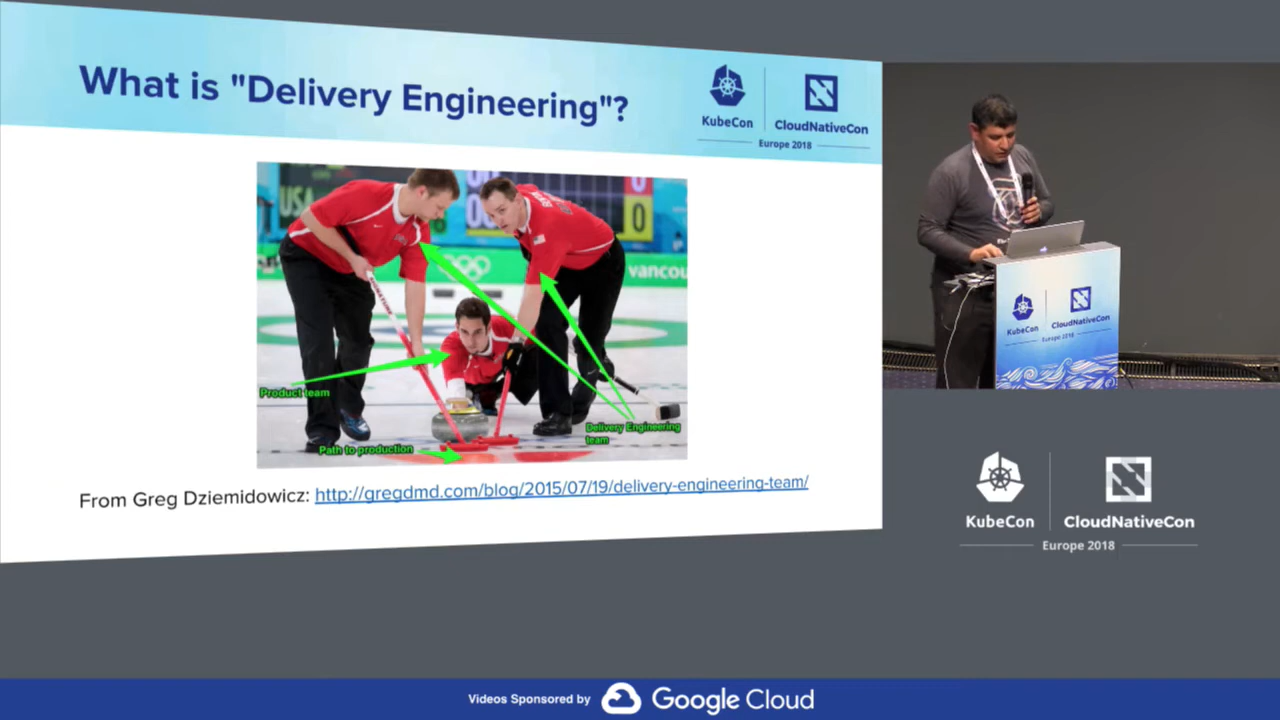 What is "Delivery Engineering"?
KubeCon
CloudNativeCon
Europe 2018
USA
0
0
vancou
Product team
Delivery Engineering
team
Path to production
From Greg Dziemidowicz: http://gregdmd.com/blog/2015/07/19/delivery-engineering-team/
KubeCon
CloudNativeCon
Europe 2018
KubeCon
CloudNativeCon
Europe 2018
Videos Sponsored by
Google Cloud